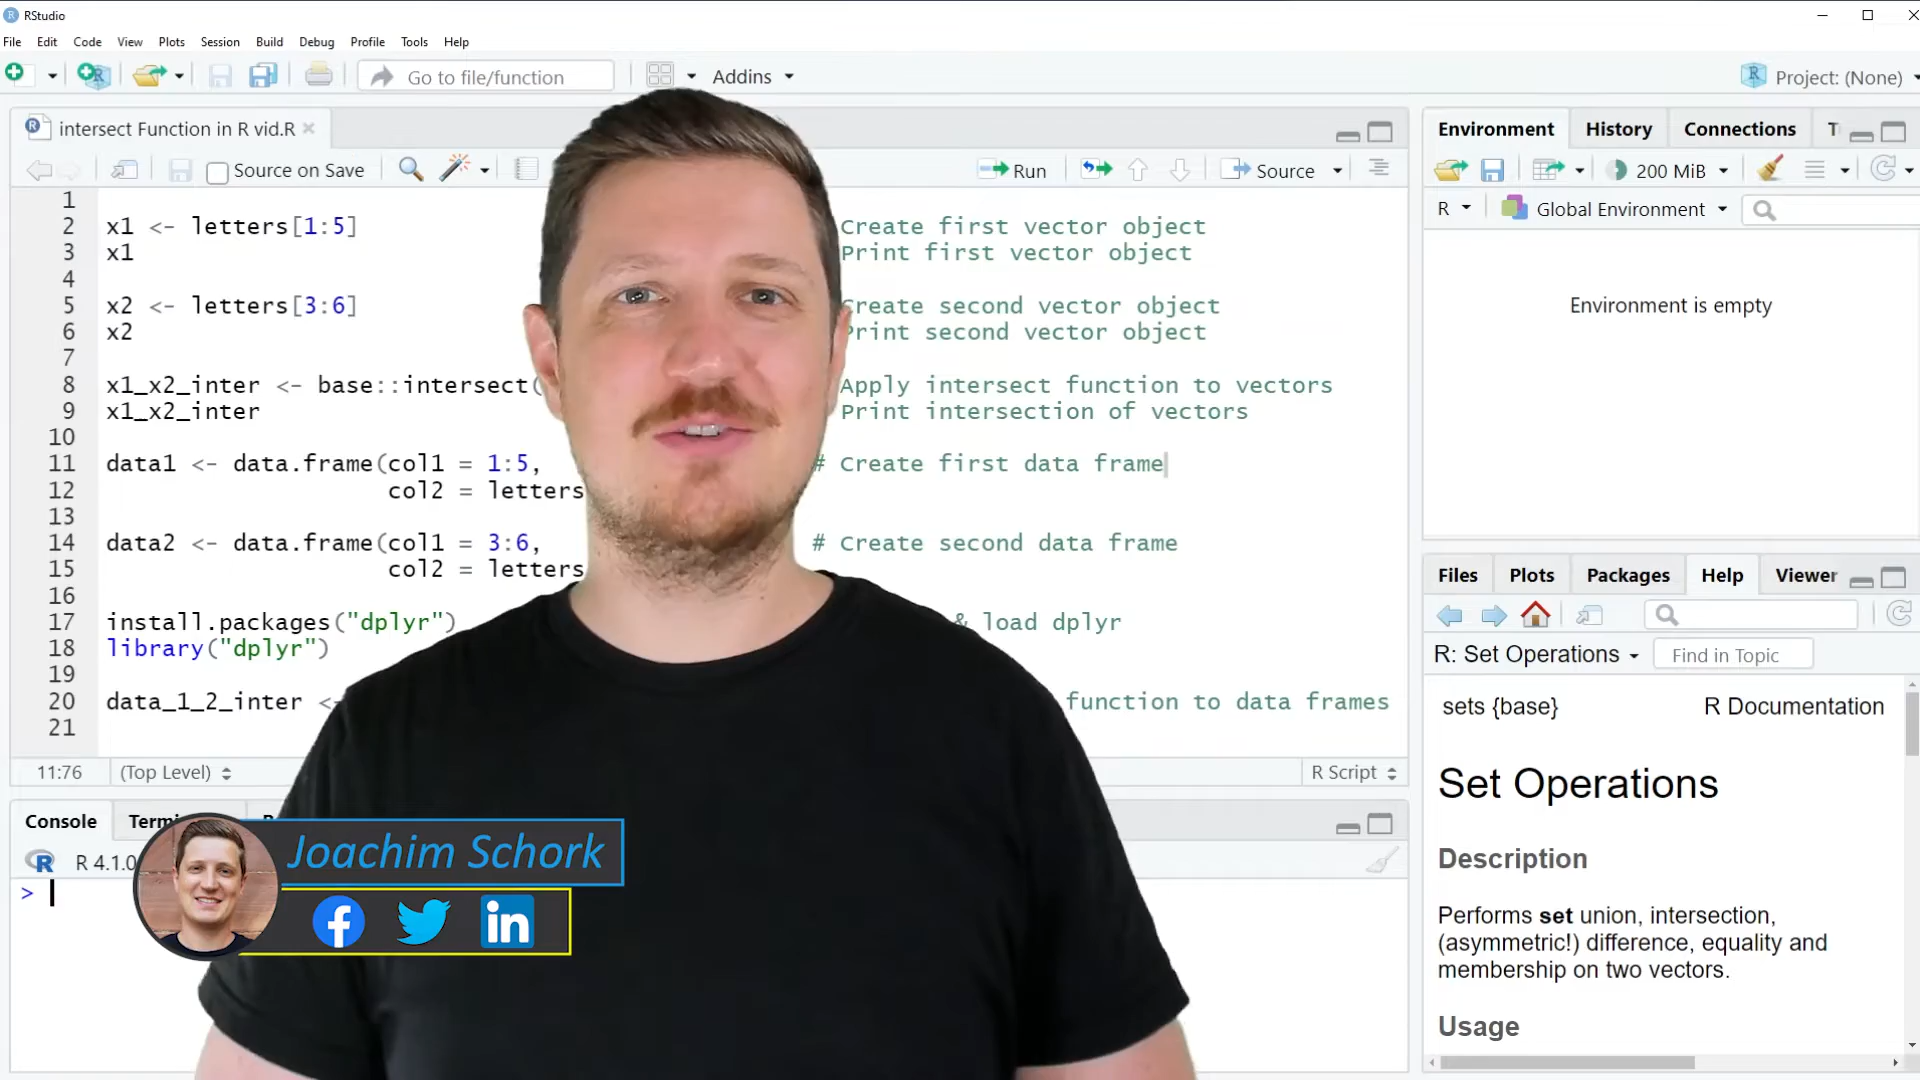 RStudio
File Edit Code View Plots Session Build Debug Profile Tools Help
Go to file/function Addins Project: (None)
intersect Function in R vid.R
Source on Save Run Source
1
2 x1 <- letters[1:5] Create first vector object
3 x1 Print first vector object
4
5 x2 <- letters[3:6] Create second vector object
6 x2 Print second vector object
7
8 x1_x2_inter <- base::intersect( Apply intersect function to vectors
9 x1_x2_inter Print intersection of vectors
10
11 data1 <- data.frame(col1 = 1:5, # Create first data frame
12 col2 = letters
13
14 data2 <- data.frame(col1 = 3:6, # Create second data frame
15 col2 = letters
16
17 install.packages("dplyr") & load dplyr
18 library("dplyr")
19
20 data_1_2_inter <- function to data frames
21
11:76 (Top Level) R Script
Console
R 4.1.0
>
Joachim Schork
in
Environment History Connections
200 MiB
R Global Environment
Environment is empty
Files Plots Packages Help Viewer
R: Set Operations Find in Topic
sets {base} R Documentation
Set Operations
Description
Performs set union, intersection,
(asymmetric!) difference, equality and
membership on two vectors.
Usage